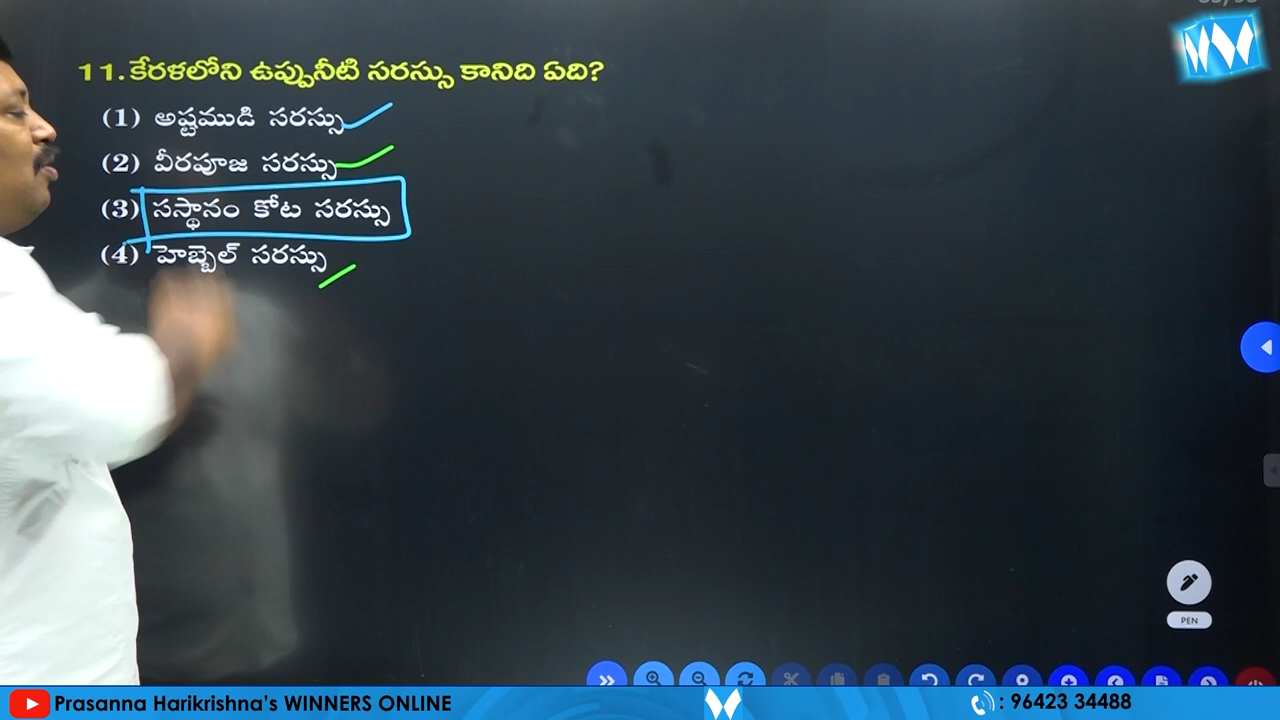 11. కేరళలోని ఉప్పునీటి సరస్సు కానిది ఏది?
(1) అష్టముడి సరస్సు
(2) వీరపూజ సరస్సు
(3) సస్థానం కోట సరస్సు
(4) హెబ్బెల్ సరస్సు
PEN
Prasanna Harikrishna's WINNERS ONLINE
W
: 96423 34488